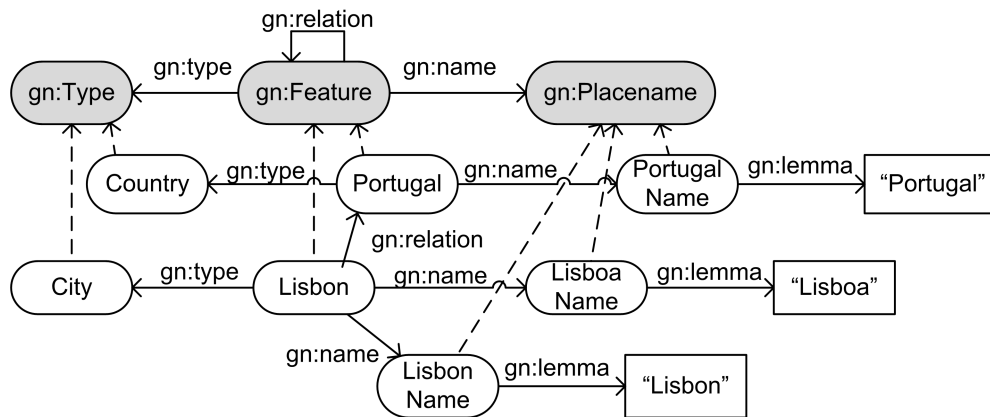 gn:relation
gn:Type
gn:type
gn:Feature
gn:name
gn:Placename
Country
gn:type
Portugal
gn:name
Portugal
Name
gn:lemma
“Portugal”
gn:relation
City
gn:type
Lisbon
gn:name
Lisboa
Name
gn:lemma
“Lisboa”
gn:name
Lisbon
Name
gn:lemma
“Lisbon”